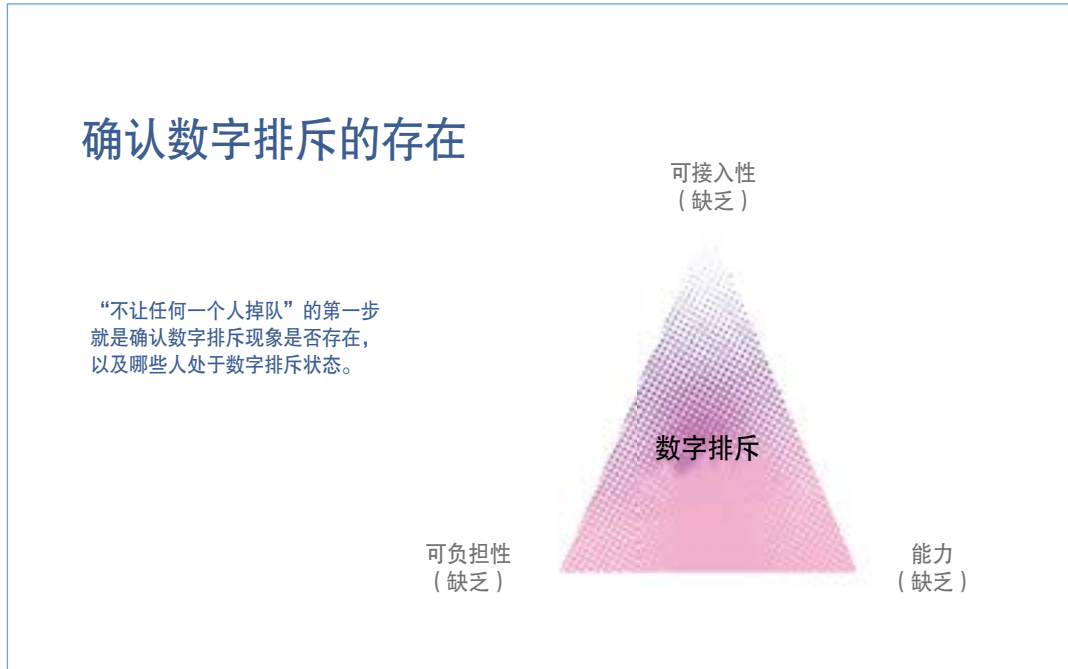 确认数字排斥的存在
可接入性
（缺乏）
“不让任何一个人掉队”的第一步
就是确认数字排斥现象是否存在，
以及哪些人处于数字排斥状态。
数字排斥
可负担性
（缺乏）
能力
（缺乏）